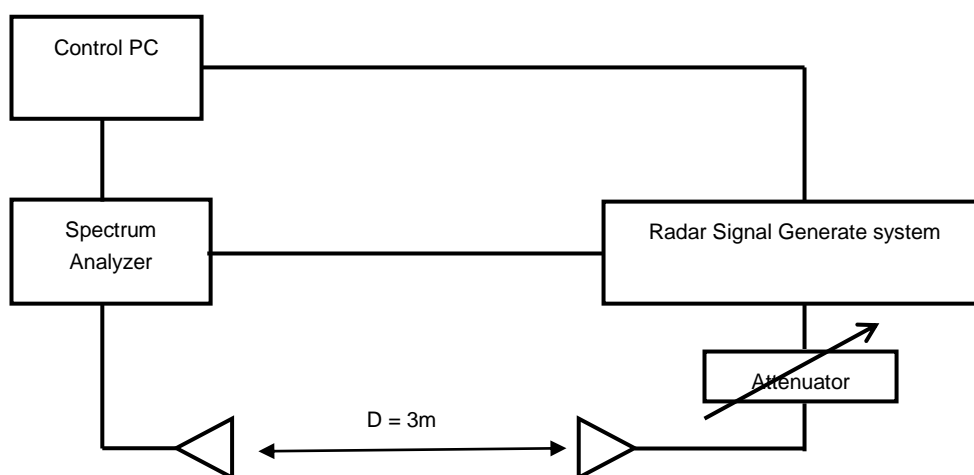 Control PC
Spectrum
Analyzer
Radar Signal Generate system
Attenuator
D = 3m